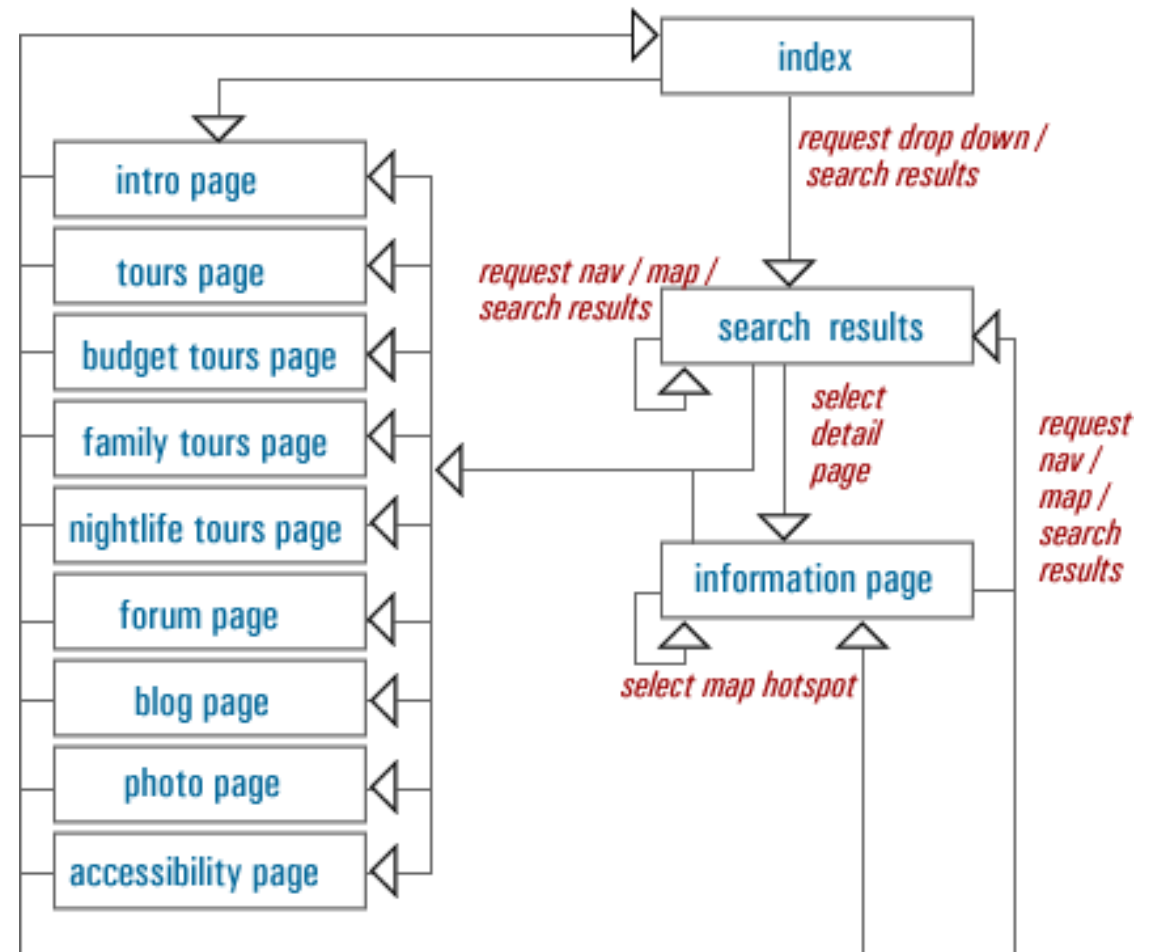 index
request drop down /
search results
intro page
tours page
budget tours page
family tours page
nightlife tours page
forum page
blog page
photo page
accessibility page
request nav / map /
search results
search results
select
detail
page
request
nav /
map /
search
results
information page
select map hotspot